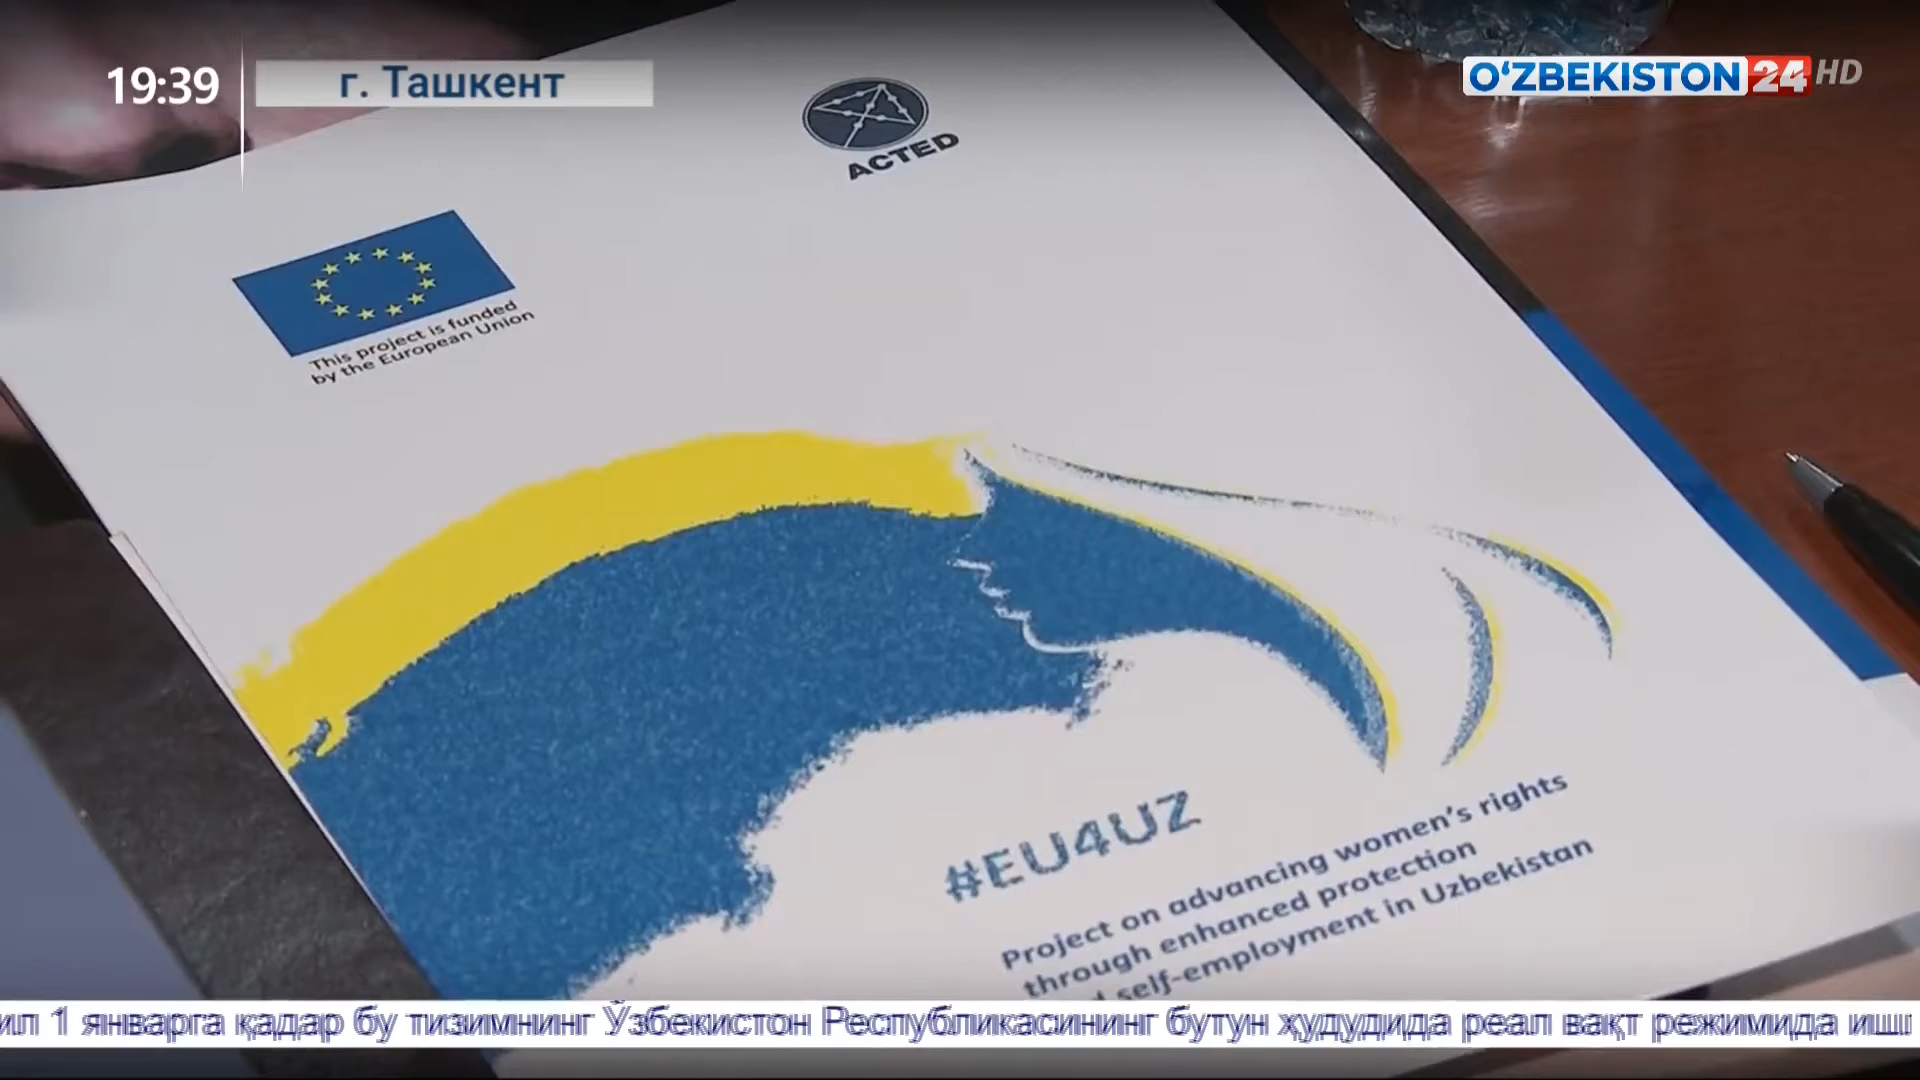 19:39
г. Ташкент
O‘ZBEKISTON 24 HD
ACTED
This project is funded
by the European Union
#EU4UZ
Project on advancing women's rights
through enhanced protection
self-employment in Uzbekistan
1 январга қадар бу тизимнинг Ўзбекистон Республикасининг бутун ҳудудида реал вақт режимида